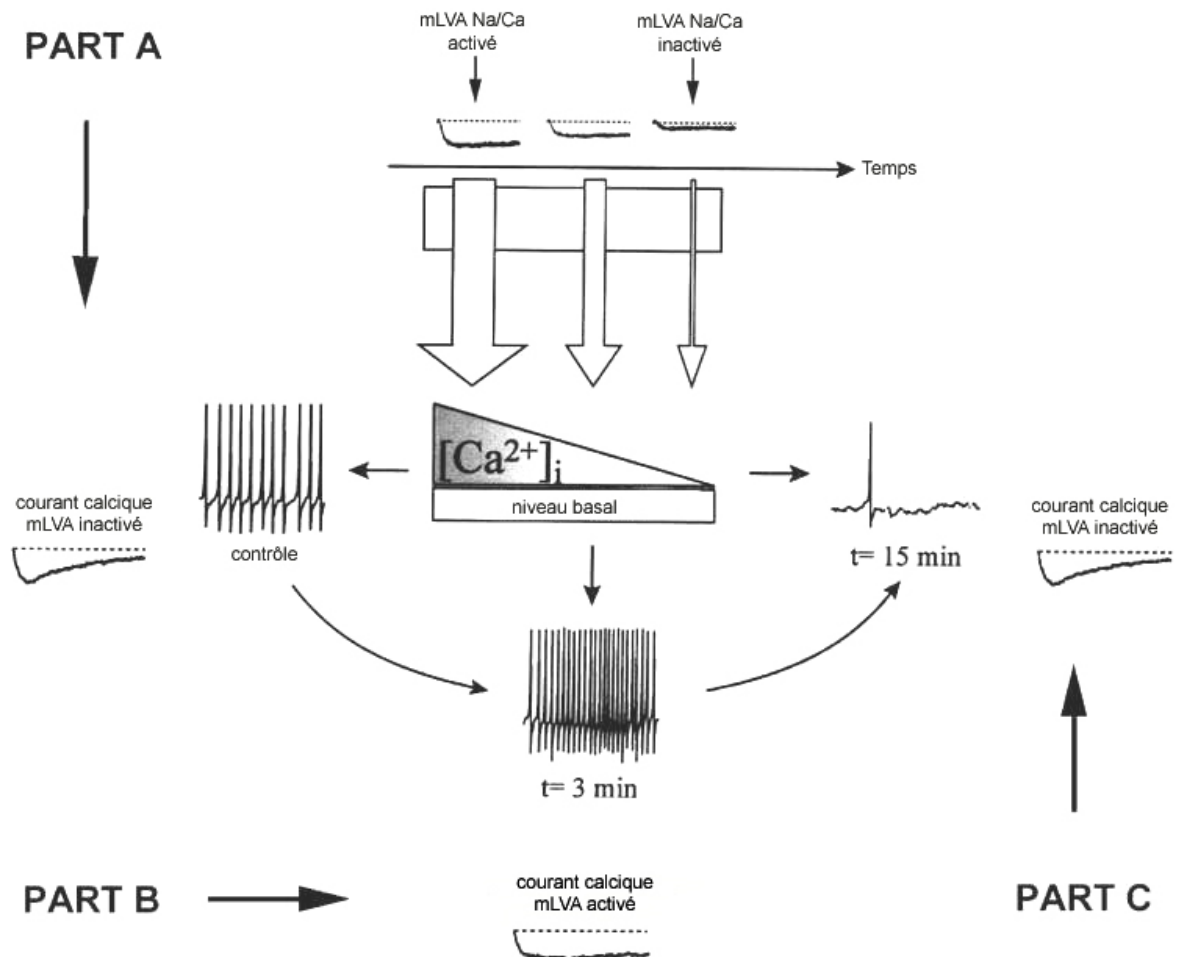 PART A
mLVA Na/Ca
activé
mLVA Na/Ca
inactivé
Temps
[Ca²⁺]i
niveau basal
courant calcique
mLVA inactivé
contrôle
t= 15 min
courant calcique
mLVA inactivé
t= 3 min
PART B
courant calcique
mLVA activé
PART C